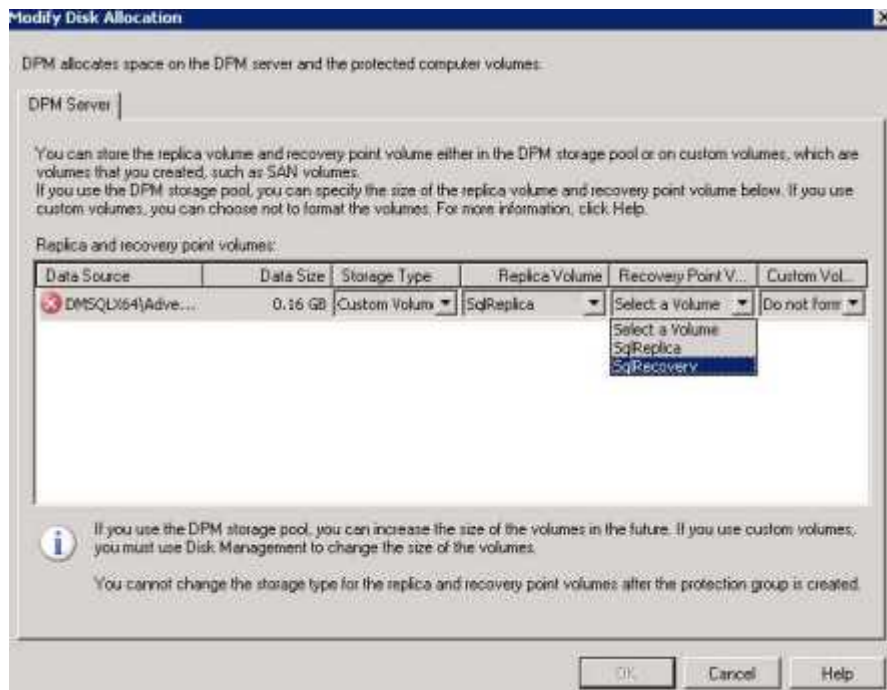 Modify Disk Allocation
DPM allocates space on the DPM server and the protected computer volumes:
DPM Server
You can store the replica volume and recovery point volume either in the DPM storage pool or on custom volumes, which are
volumes that you created, such as SAN volumes.
If you use the DPM storage pool, you can specify the size of the replica volume and recovery point volume below. If you use
custom volumes, you can choose not to format the volumes. For more information, click Help.
Replica and recovery point volumes:
Data Source Data Size Storage Type Replica Volume Recovery Point V... Custom Vol...
DMSQLX64\Adve... 0.16 GB Custom Volum SqlReplica Select a Volume Do not form
Select a Volume
SqlReplica
SqlRecovery
If you use the DPM storage pool, you can increase the size of the volumes in the future. If you use custom volumes,
you must use Disk Management to change the size of the volumes.
You cannot change the storage type for the replica and recovery point volumes after the protection group is created.
OK Cancel Help